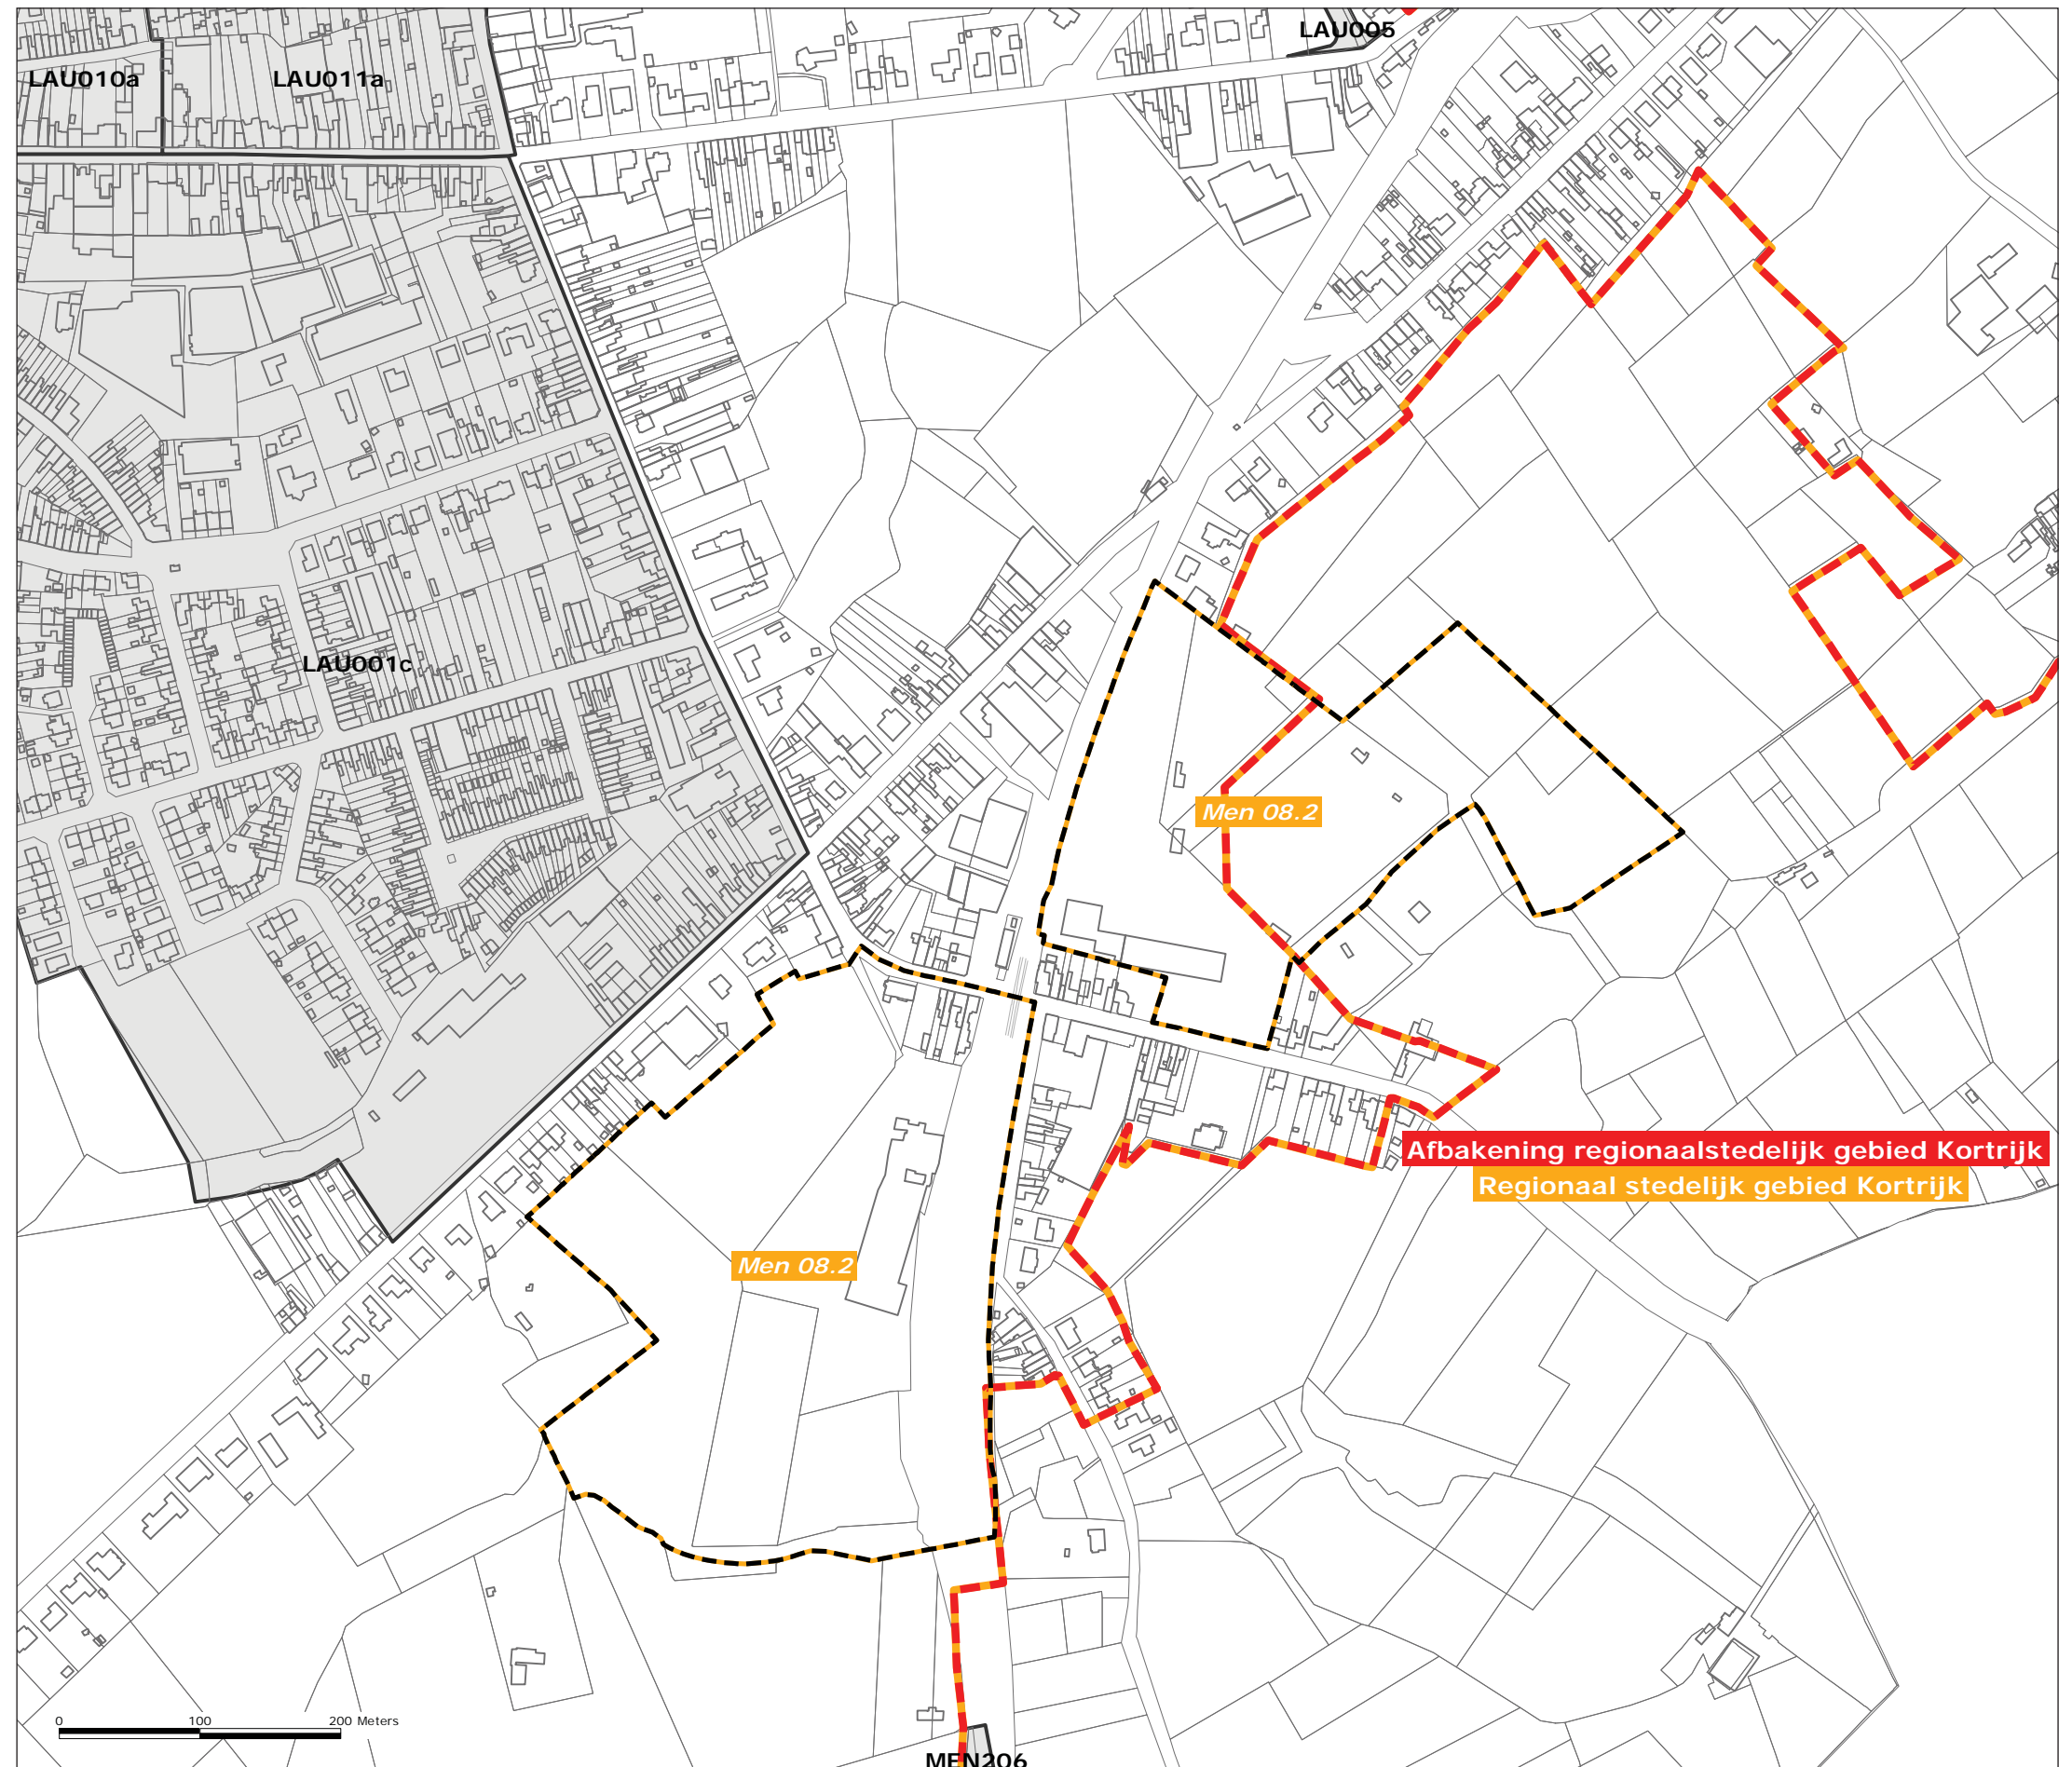 LAU005
LAU010a
LAU011a
LAU001c
Men 08.2
Afbakening regionaalstedelijk gebied Kortrijk
Regionaal stedelijk gebied Kortrijk
Men 08.2
0 100 200 Meters
MEN206